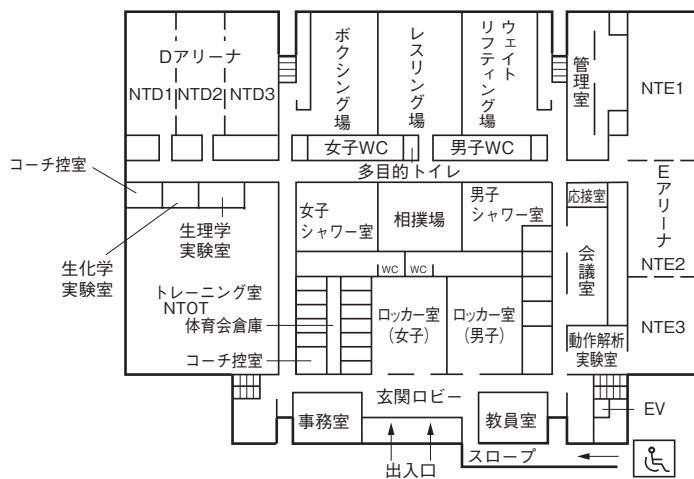 Dアリーナ
NTD1
NTD2
NTD3
ボクシング場
レスリング場
ウェイト
リフティング場
管理室
NTE1
女子WC
男子WC
多目的トイレ
コーチ控室
生理学
実験室
生化学
実験室
女子
シャワー室
相撲場
男子
シャワー室
応接室
会議室
Eアリーナ
NTE2
WC
WC
トレーニング室
NTOT
体育会倉庫
コーチ控室
ロッカー室
(女子)
ロッカー室
(男子)
動作解析
実験室
NTE3
玄関ロビー
事務室
教員室
EV
出入口
スロープ